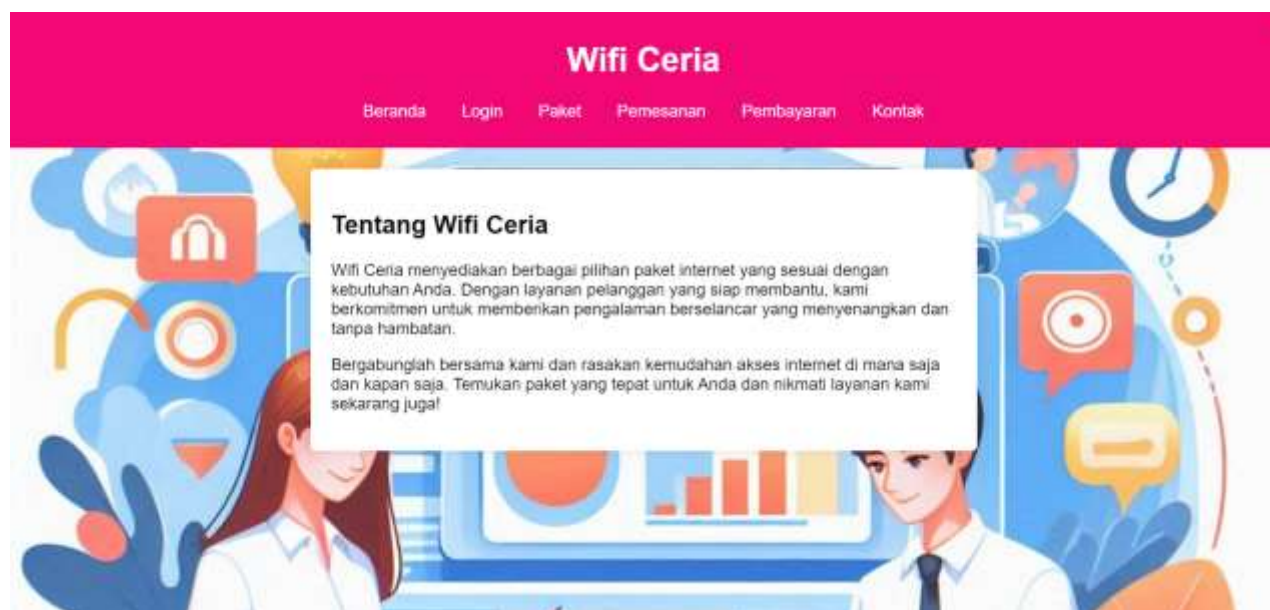 Wifi Ceria
Beranda Login Paket Pemesanan Pembayaran Kontak
Tentang Wifi Ceria
Wifi Ceria menyediakan berbagai pilihan paket internet yang sesuai dengan
kebutuhan Anda. Dengan layanan pelanggan yang siap membantu, kami
berkomitmen untuk memberikan pengalaman berselancar yang menyenangkan dan
tanpa hambatan.
Bergabunglah bersama kami dan rasakan kemudahan akses internet di mana saja
dan kapan saja. Temukan paket yang tepat untuk Anda dan nikmati layanan kami
sekarang juga!